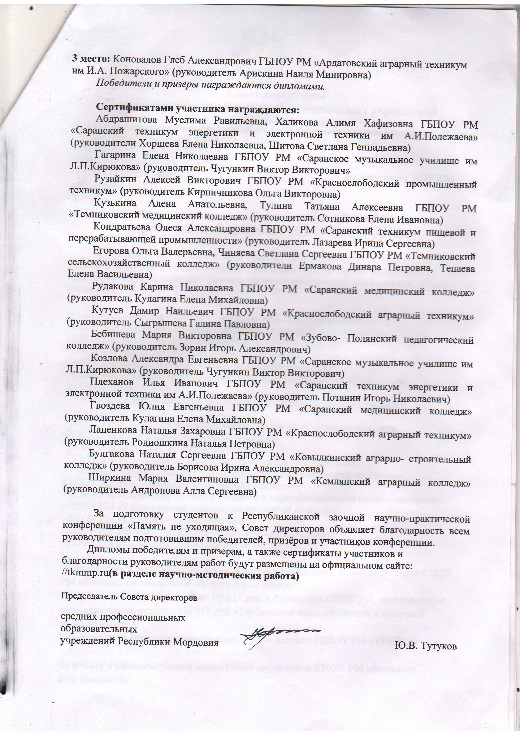 3 место: Коновалов Глеб Александрович ГБПОУ РМ «Ардатовский аграрный техникум
им И.А. Пожарского» (руководитель Арискина Наиля Минировна)
Победители и призеры награждаются дипломами.
Сертификатами участника награждаются:
Абдрашитова Муслима Равильевна, Халикова Алимя Хафизовна ГБПОУ РМ
«Саранский техникум энергетики и электронной техники им А.И.Полежаева»
(руководители Хоршева Елена Николаевна, Шитова Светлана Геннадьевна)
Гагарина Елена Николаевна ГБПОУ РМ «Саранское музыкальное училище им
Л.П.Кирюкова» (руководитель Чугункин Виктор Викторович»
Рузайкин Алексей Викторович ГБПОУ РМ «Краснослободский промышленный
техникум» (руководитель Кирпичникова Ольга Викторовна)
Кузькина Алена Анатольевна, Тулина Татьяна Алексеевна ГБПОУ РМ
«Темниковский медицинский колледж» (руководитель Сотникова Елена Ивановна)
Кондратьева Олеся Александровна ГБПОУ РМ «Саранский техникум пищевой и
перерабатывающей промышленности» (руководитель Лазарева Ирина Сергеевна)
Егорова Ольга Валерьевна, Чиняева Светлана Сергеевна ГБПОУ РМ «Темниковский
сельскохозяйственный колледж» (руководители Ермакова Динара Петровна, Тенаева
Елена Васильевна)
Рудакова Карина Николаевна ГБПОУ РМ «Саранский медицинский колледж»
(руководитель Кулагина Елена Михайловна)
Кутуев Дамир Наильевич ГБПОУ РМ «Краснослободский аграрный техникум»
(руководитель Сыгрышева Галина Павловна)
Бебишева Мария Викторовна ГБПОУ РМ «Зубово- Полянский педагогический
колледж» (руководитель Зорин Игорь Александрович)
Козлова Александра Евгеньевна ГБПОУ РМ «Саранское музыкальное училище им
Л.П.Кирюкова» (руководитель Чугункин Виктор Викторович)
Плеханов Илья Иванович ГБПОУ РМ «Саранский техникум энергетики и
электронной техники им А.И.Полежаева» (руководитель Потапин Игорь Николаевич)
Гвоздева Юлия Евгеньевна ГБПОУ РМ «Саранский медицинский колледж»
(руководитель Кулагина Елена Михайловна)
Лаценкова Наталья Захаровна ГБПОУ РМ «Краснослободский аграрный техникум»
(руководитель Родиошкина Наталья Петровна)
Булгакова Наталия Сергеевна ГБПОУ РМ «Ковылкинский аграрно- строительный
колледж» (руководитель Борисова Ирина Александровна)
Ширкина Мария Валентиновна ГБПОУ РМ «Кемлянский аграрный колледж»
(руководитель Андронова Алла Сергеевна)
За подготовку студентов к Республиканской заочной научно-практической
конференции «Память не уходящая», Совет директоров объявляет благодарность всем
руководителям подготовившим победителей, призёров и участников конференции.
Дипломы победителям и призерам, а также сертификаты участников и
благодарности руководителям работ будут размещены на официальном сайте:
(в разделе научно-методическая работа)
Председатель Совета директоров
средних профессиональных
образовательных
учреждений Республики Мордовия Ю.В. Тутуков